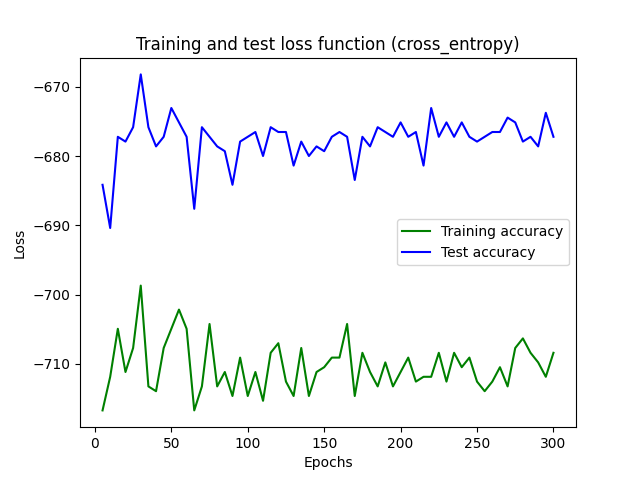 Training and test loss function (cross_entropy)
−670
−680
−690
−700
−710
Loss
Training accuracy
Test accuracy
0
50
100
150
200
250
300
Epochs